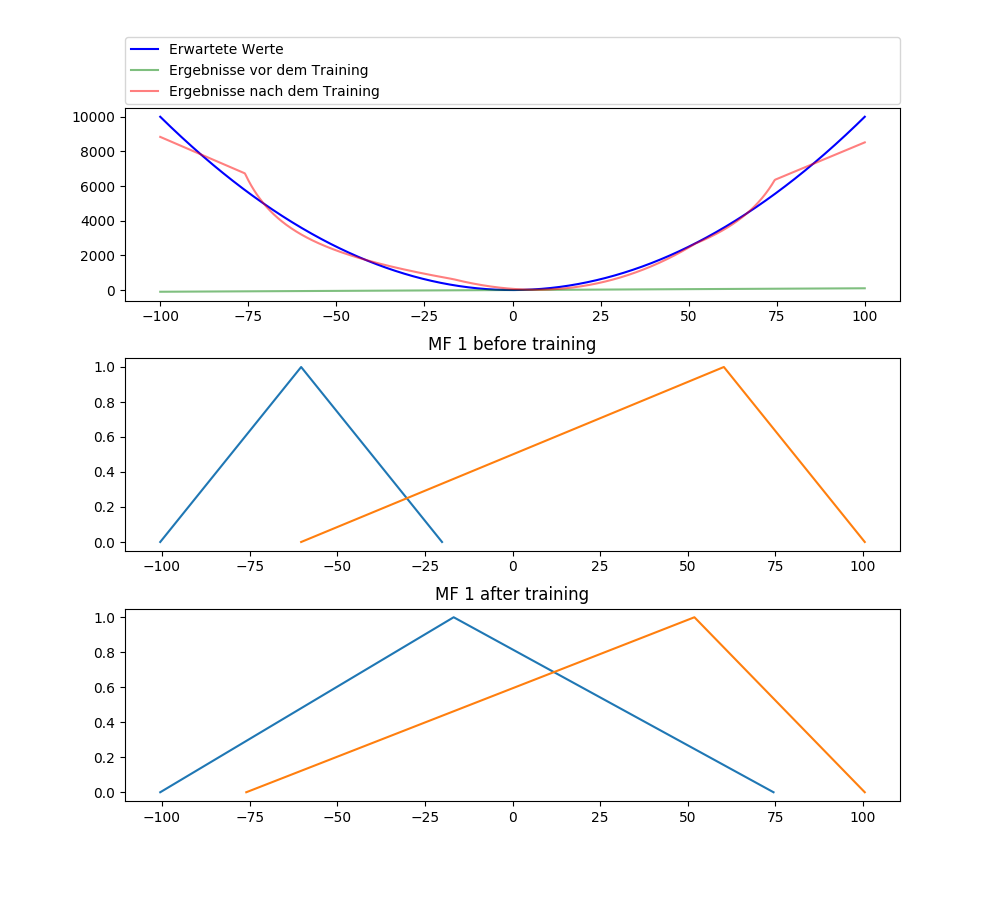 Erwartete Werte
Ergebnisse vor dem Training
Ergebnisse nach dem Training
10000
8000
6000
4000
2000
0
−100 −75 −50 −25 0 25 50 75 100
MF 1 before training
1.0
0.8
0.6
0.4
0.2
0.0
−100 −75 −50 −25 0 25 50 75 100
MF 1 after training
1.0
0.8
0.6
0.4
0.2
0.0
−100 −75 −50 −25 0 25 50 75 100